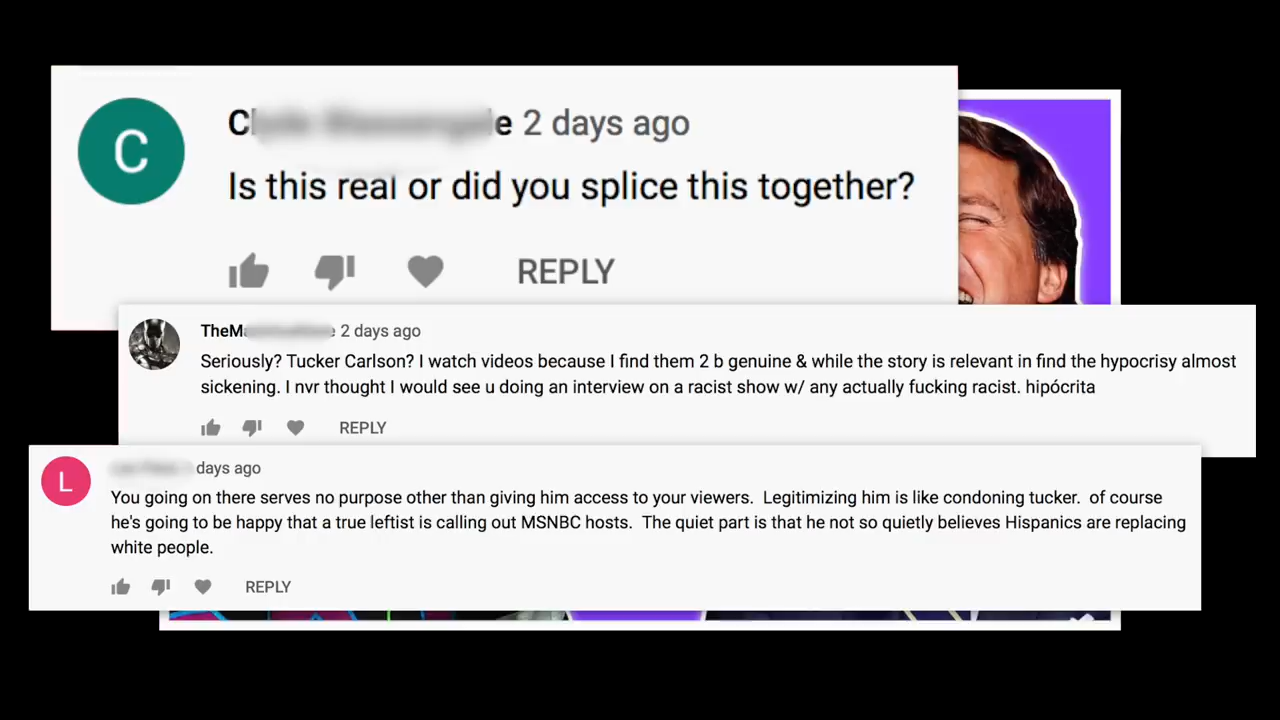 C
2 days ago
Is this real or did you splice this together?
REPLY
2 days ago
Seriously? Tucker Carlson? I watch videos because I find them 2 b genuine & while the story is relevant in find the hypocrisy almost
sickening. I nvr thought I would see u doing an interview on a racist show w/ any actually fucking racist. hipócrita
REPLY
L
days ago
You going on there serves no purpose other than giving him access to your viewers. Legitimizing him is like condoning tucker. of course
he's going to be happy that a true leftist is calling out MSNBC hosts. The quiet part is that he not so quietly believes Hispanics are replacing
white people.
REPLY